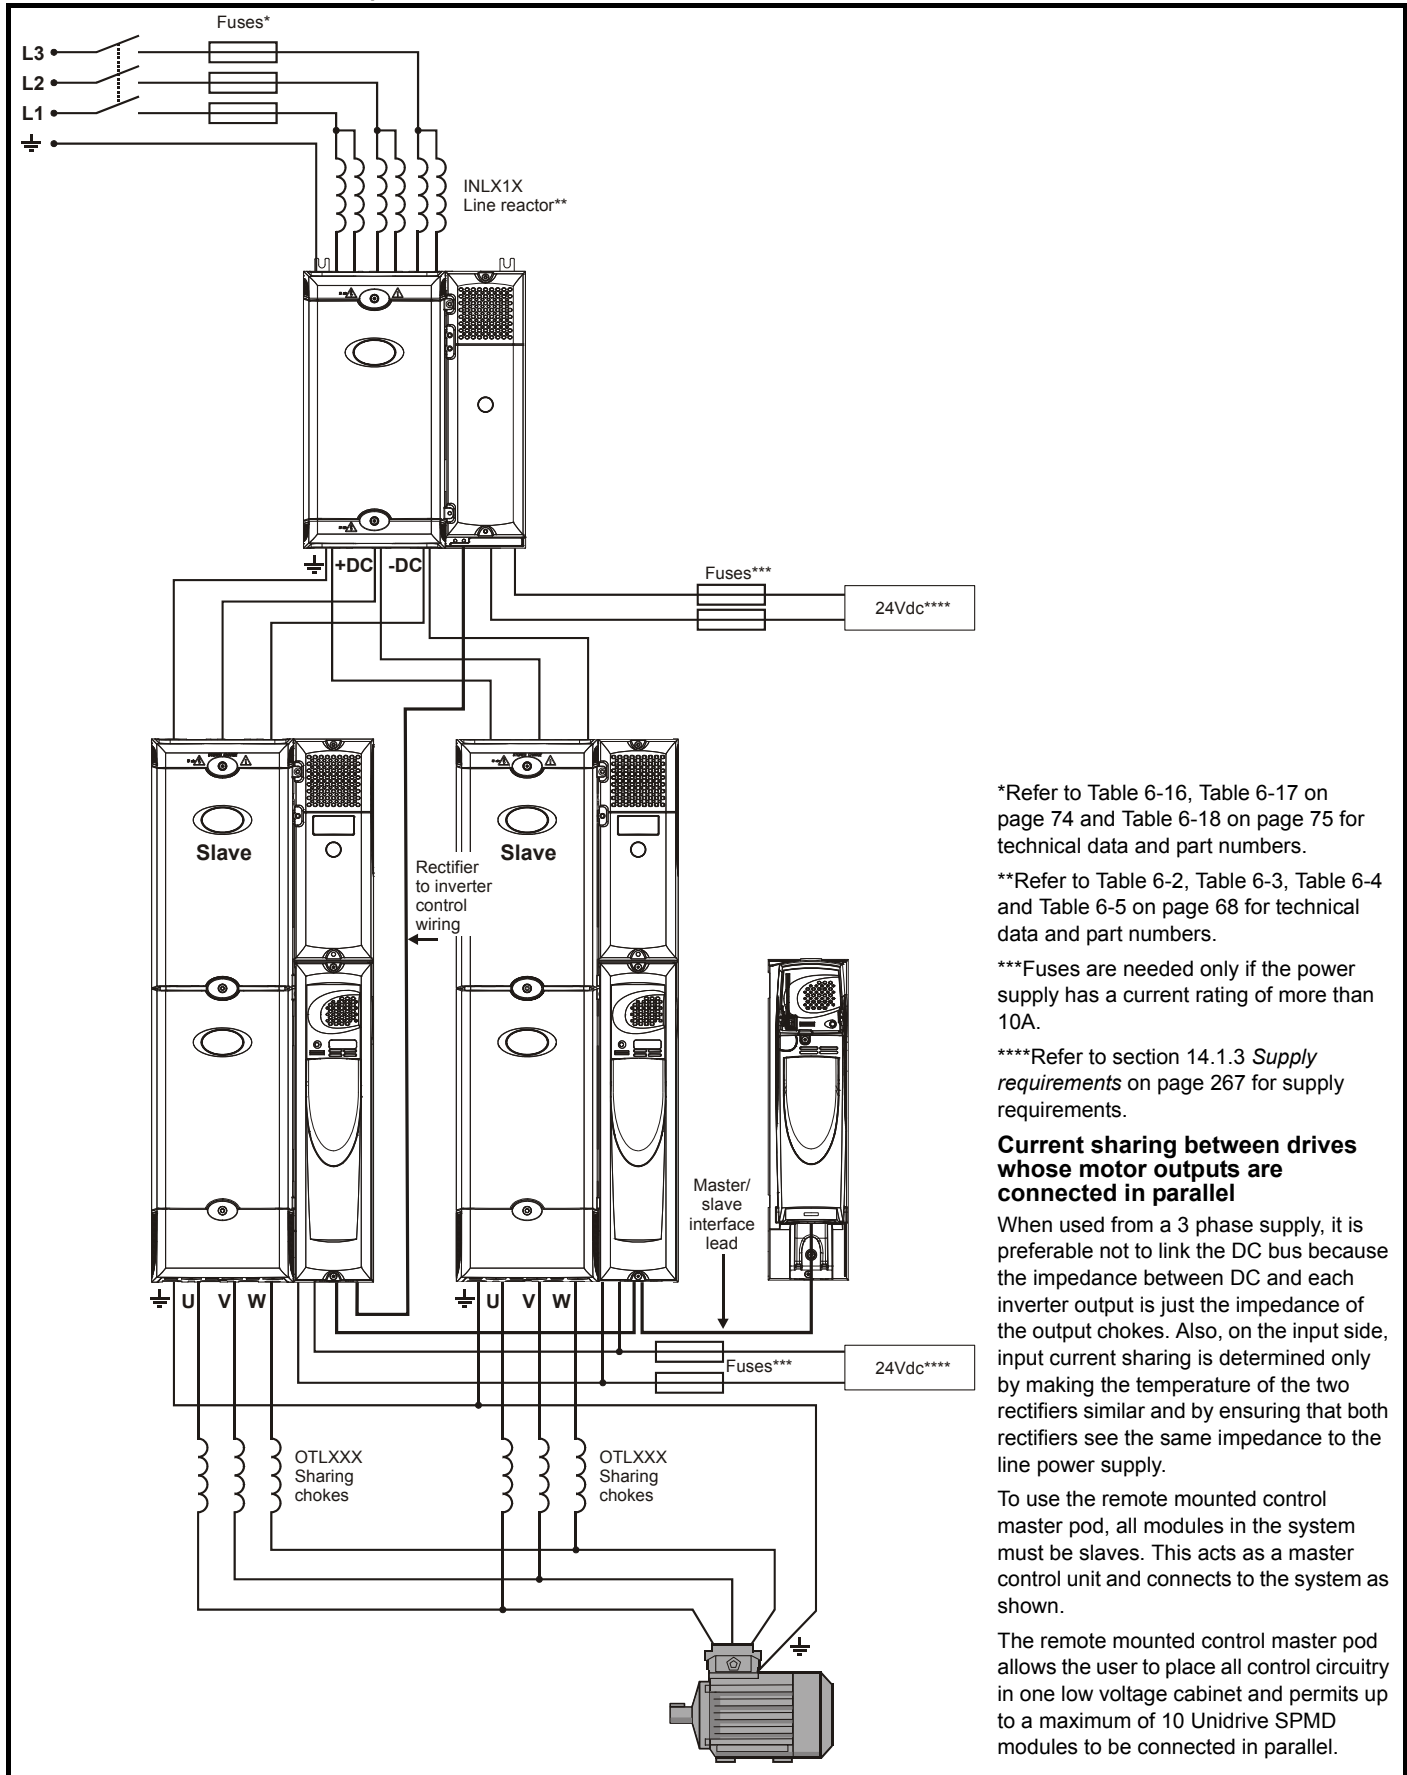 Fuses*
L3
L2
L1
INLX1X
Line reactor**
+DC -DC
Fuses***
24Vdc****
Slave
Slave
Rectifier
to inverter
control
wiring
Master/
slave
interface
lead
U V W
U V W
Fuses***
24Vdc****
OTLXXX
Sharing
chokes
OTLXXX
Sharing
chokes
*Refer to Table 6-16, Table 6-17 on
page 74 and Table 6-18 on page 75 for
technical data and part numbers.
**Refer to Table 6-2, Table 6-3, Table 6-4
and Table 6-5 on page 68 for technical
data and part numbers.
***Fuses are needed only if the power
supply has a current rating of more than
10A.
****Refer to section 14.1.3 Supply
requirements on page 267 for supply
requirements.
Current sharing between drives
whose motor outputs are
connected in parallel
When used from a 3 phase supply, it is
preferable not to link the DC bus because
the impedance between DC and each
inverter output is just the impedance of
the output chokes. Also, on the input side,
input current sharing is determined only
by making the temperature of the two
rectifiers similar and by ensuring that both
rectifiers see the same impedance to the
line power supply.
To use the remote mounted control
master pod, all modules in the system
must be slaves. This acts as a master
control unit and connects to the system as
shown.
The remote mounted control master pod
allows the user to place all control circuitry
in one low voltage cabinet and permits up
to a maximum of 10 Unidrive SPMD
modules to be connected in parallel.